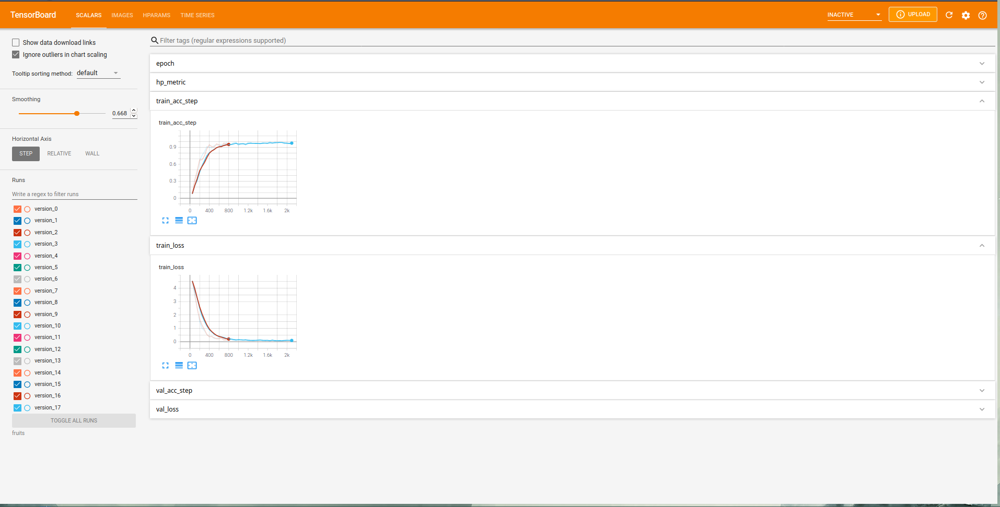 TensorBoard
SCALARS IMAGES HPARAMS TIME SERIES
INACTIVE
UPLOAD
Show data download links
Ignore outliers in chart scaling
Tooltip sorting method: default
Smoothing
0.668
Horizontal Axis
STEP RELATIVE WALL
Runs
Write a regex to filter runs
version_0
version_1
version_2
version_3
version_4
version_5
version_6
version_7
version_8
version_9
version_10
version_11
version_12
version_13
version_14
version_15
version_16
version_17
TOGGLE ALL RUNS
fruits
Filter tags (regular expressions supported)
epoch
hp_metric
train_acc_step
train_acc_step
0.9
0.6
0.3
0
0 400 800 1.2k 1.6k 2k
train_loss
train_loss
4
3
2
1
0
0 400 800 1.2k 1.6k 2k
val_acc_step
val_loss